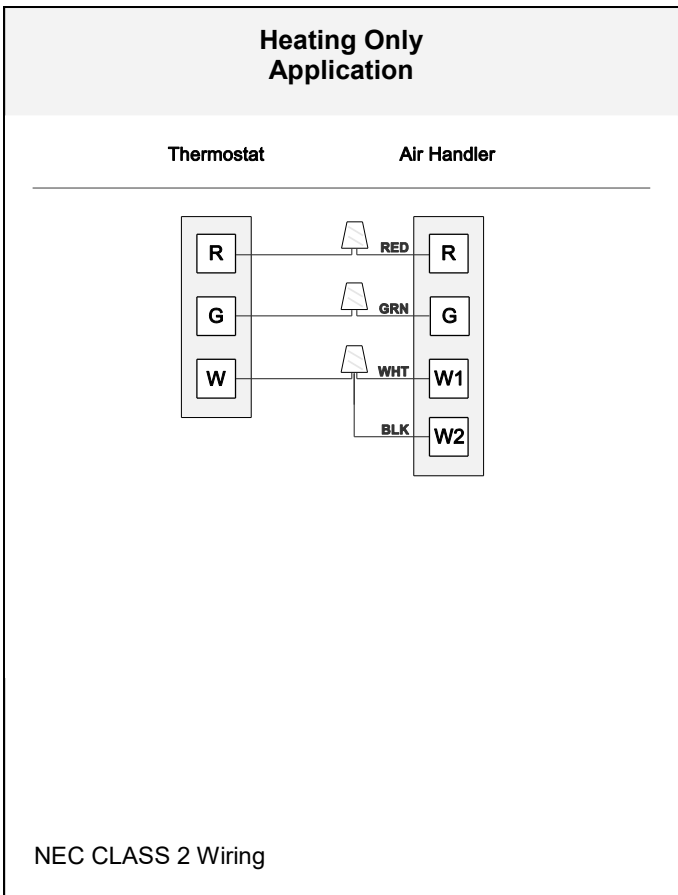 Heating Only
Application
Thermostat Air Handler
R RED R
G GRN G
W WHT W1
BLK W2
NEC CLASS 2 Wiring